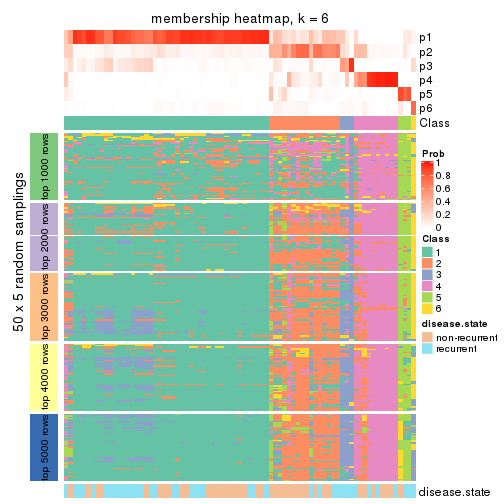 membership heatmap, k = 6
p1
p2
p3
p4
p5
p6
Class
50 x 5 random samplings
top 1000 rows
top 2000 rows
top 3000 rows
top 4000 rows
top 5000 rows
Prob
1
0.8
0.6
0.4
0.2
0
Class
1
2
3
4
5
6
disease.state
non-recurrent
recurrent
disease.state